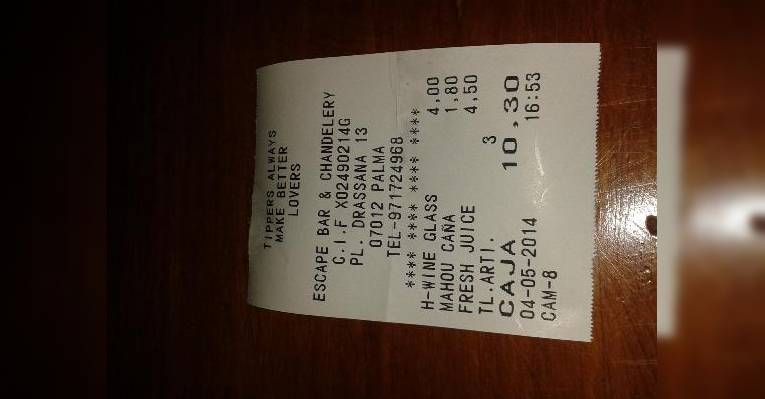 TIPPERS ALWAYS
MAKE BETTER
LOVERS
ESCAPE BAR & CHANDELERY
C.I.F X02490214G
PL. DRASSANA 13
07012 PALMA
TEL-971724968
**** **** **** ****
H-WINE GLASS 4,00
MAHOU CAÑA 1,80
FRESH JUICE 4,50
TL.ARTI. 3
CAJA 10,30
04-05-2014 16:53
CAM-8